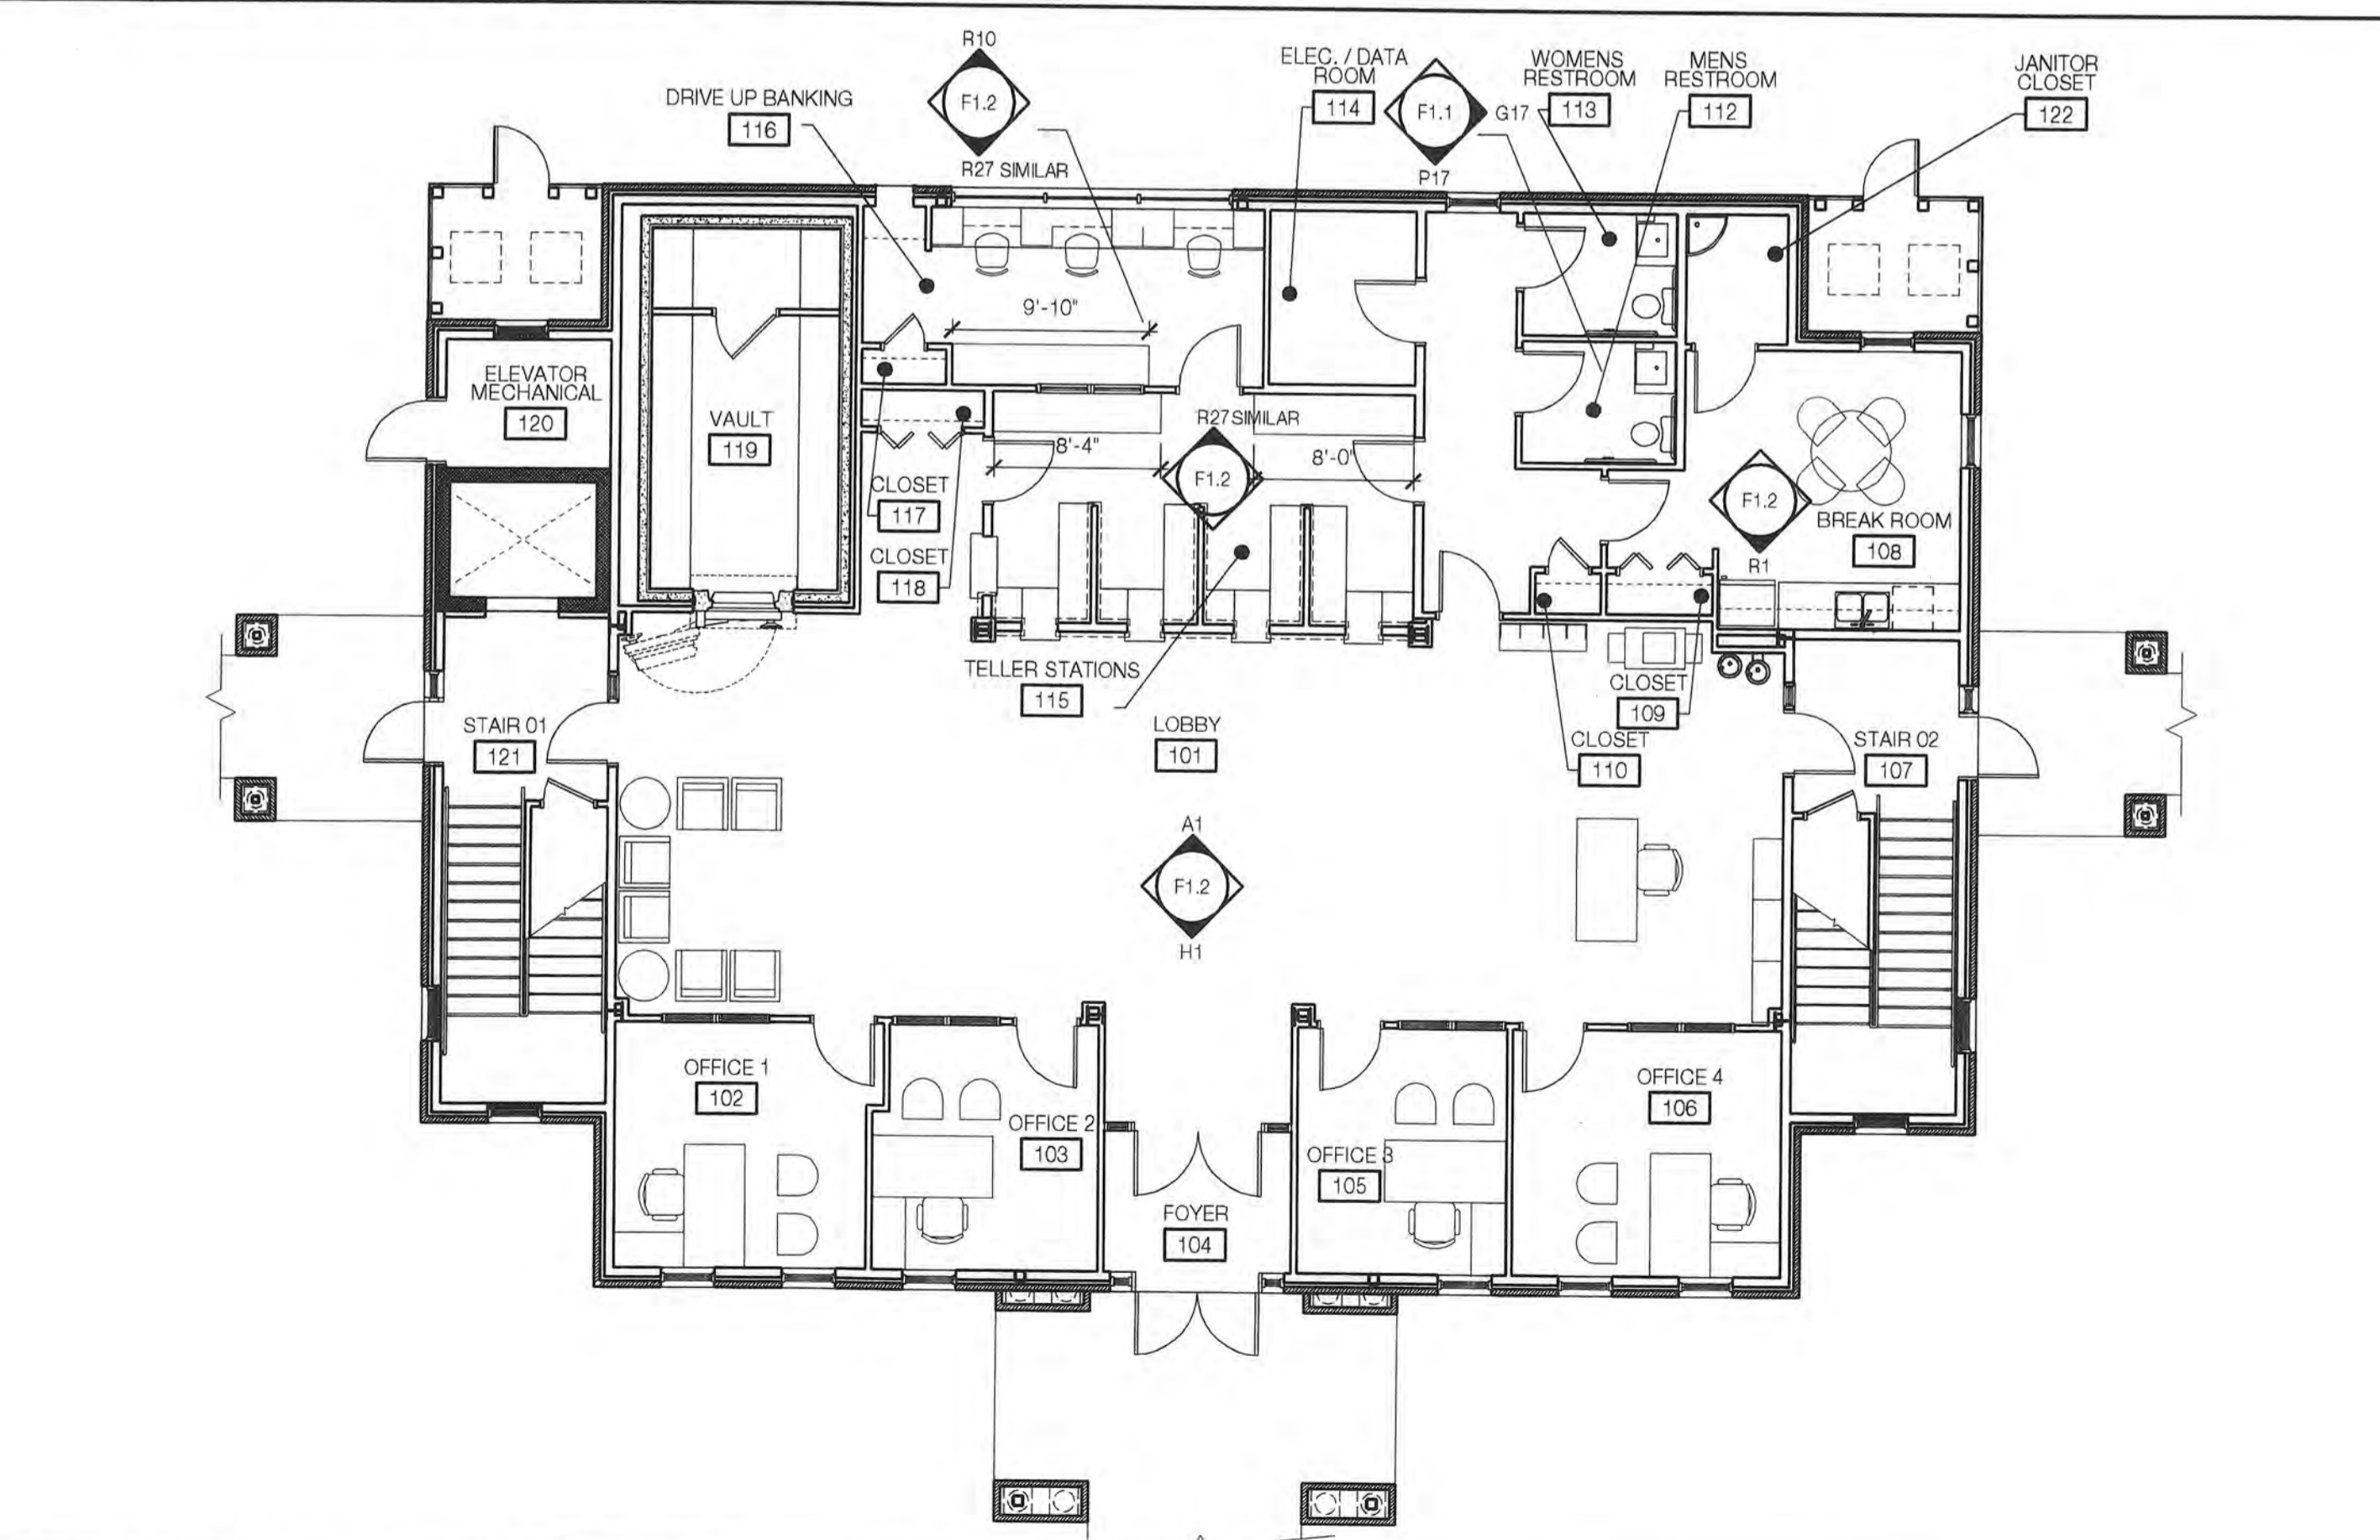 R10
F1.2
R27 SIMILAR
DRIVE UP BANKING
116
ELEC. / DATA
ROOM
114
F1.1
G17
P17
WOMENS
RESTROOM
113
MENS
RESTROOM
112
JANITOR
CLOSET
122
9'-10"
ELEVATOR
MECHANICAL
120
VAULT
119
R27 SIMILAR
8'-4"
F1.2
8'-0"
CLOSET
117
CLOSET
118
F1.2
R1
BREAK ROOM
108
TELLER STATIONS
115
CLOSET
109
CLOSET
110
STAIR 01
121
LOBBY
101
STAIR 02
107
A1
F1.2
H1
OFFICE 1
102
OFFICE 2
103
OFFICE 3
105
OFFICE 4
106
FOYER
104